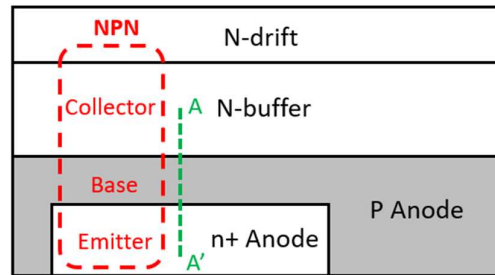 NPN
N-drift
Collector
A
N-buffer
Base
P Anode
Emitter
n+ Anode
A'